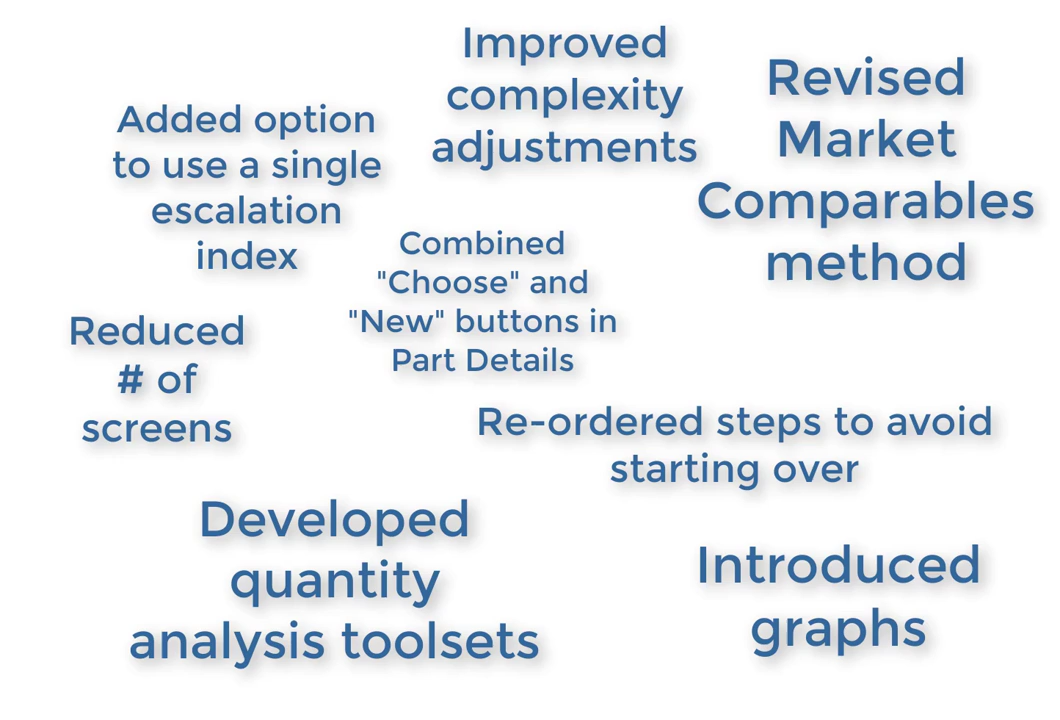 Improved
complexity
adjustments
Revised
Market
Comparables
method
Added option
to use a single
escalation
index
Combined
"Choose" and
"New" buttons in
Part Details
Reduced
# of
screens
Re-ordered steps to avoid
starting over
Developed
quantity
analysis toolsets
Introduced
graphs